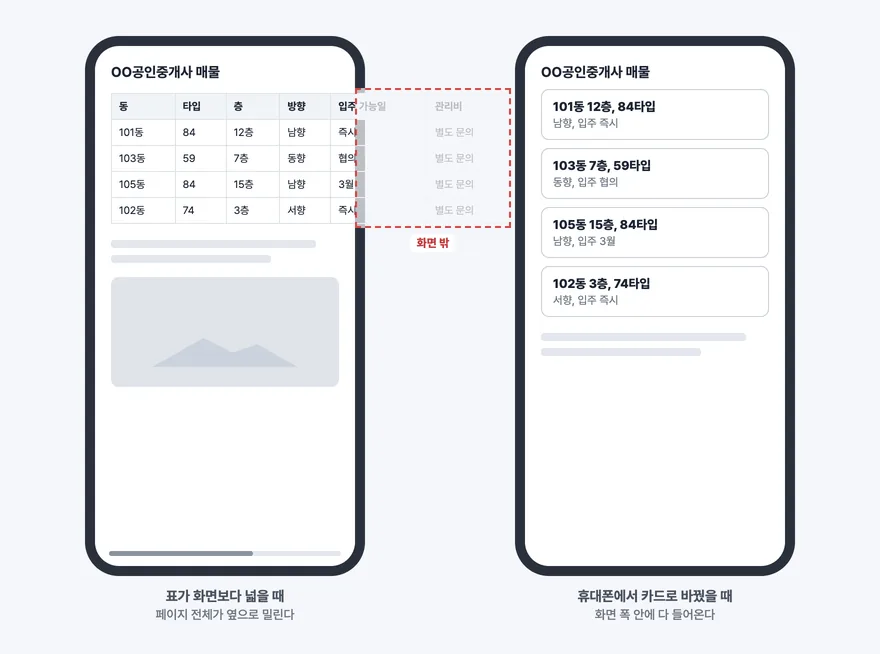 OO공인중개사 매물
동 타입 층 방향 입주가능일 관리비
101동 84 12층 남향 즉시 별도 문의
103동 59 7층 동향 협의 별도 문의
105동 84 15층 남향 3월 별도 문의
102동 74 3층 서향 즉시 별도 문의
화면 밖
표가 화면보다 넓을 때
페이지 전체가 옆으로 밀린다
OO공인중개사 매물
101동 12층, 84타입
남향, 입주 즉시
103동 7층, 59타입
동향, 입주 협의
105동 15층, 84타입
남향, 입주 3월
102동 3층, 74타입
서향, 입주 즉시
휴대폰에서 카드로 바꿨을 때
화면 폭 안에 다 들어온다